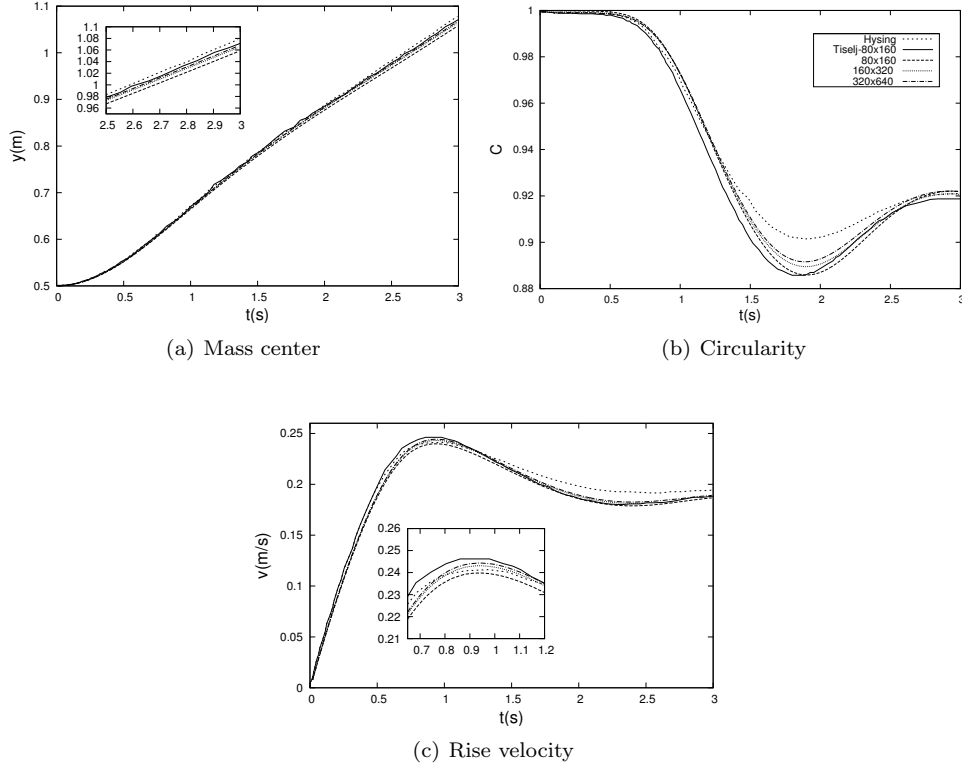 1.1
1
0.9
0.8
0.7
0.6
0.5
y(m)
0 0.5 1 1.5 2 2.5 3
t(s)
1.1
1.08
1.06
1.04
1.02
1
0.98
0.96
2.5 2.6 2.7 2.8 2.9 3
(a) Mass center
1
0.98
0.96
0.94
0.92
0.9
0.88
C
0 0.5 1 1.5 2 2.5 3
t(s)
Hysing
Tiselj-80x160
80x160
160x320
320x640
(b) Circularity
0.25
0.2
0.15
0.1
0.05
0
v(m/s)
0 0.5 1 1.5 2 2.5 3
t(s)
0.26
0.25
0.24
0.23
0.22
0.21
0.7 0.8 0.9 1 1.1 1.2
(c) Rise velocity